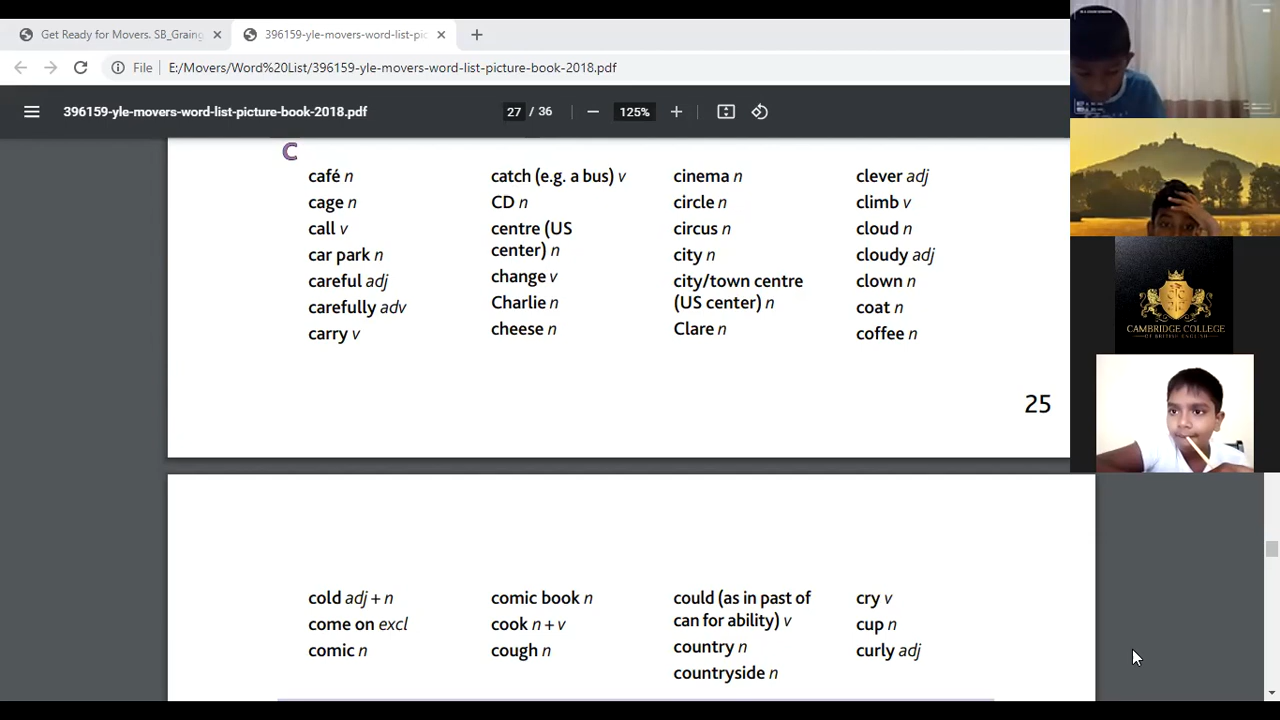 Get Ready for Movers. SB_Graing
396159-yle-movers-word-list-pic
File
E:/Movers/Word%20List/396159-yle-movers-word-list-picture-book-2018.pdf
396159-yle-movers-word-list-picture-book-2018.pdf
27 / 36
125%
C
café n
cage n
call v
car park n
careful adj
carefully adv
carry v
catch (e.g. a bus) v
CD n
centre (US
center) n
change v
Charlie n
cheese n
cinema n
circle n
circus n
city n
city/town centre
(US center) n
Clare n
clever adj
climb v
cloud n
cloudy adj
clown n
coat n
coffee n
25
cold adj + n
come on excl
comic n
comic book n
cook n + v
cough n
could (as in past of
can for ability) v
country n
countryside n
cry v
cup n
curly adj
CAMBRIDGE COLLEGE
OF BRITISH ENGLISH